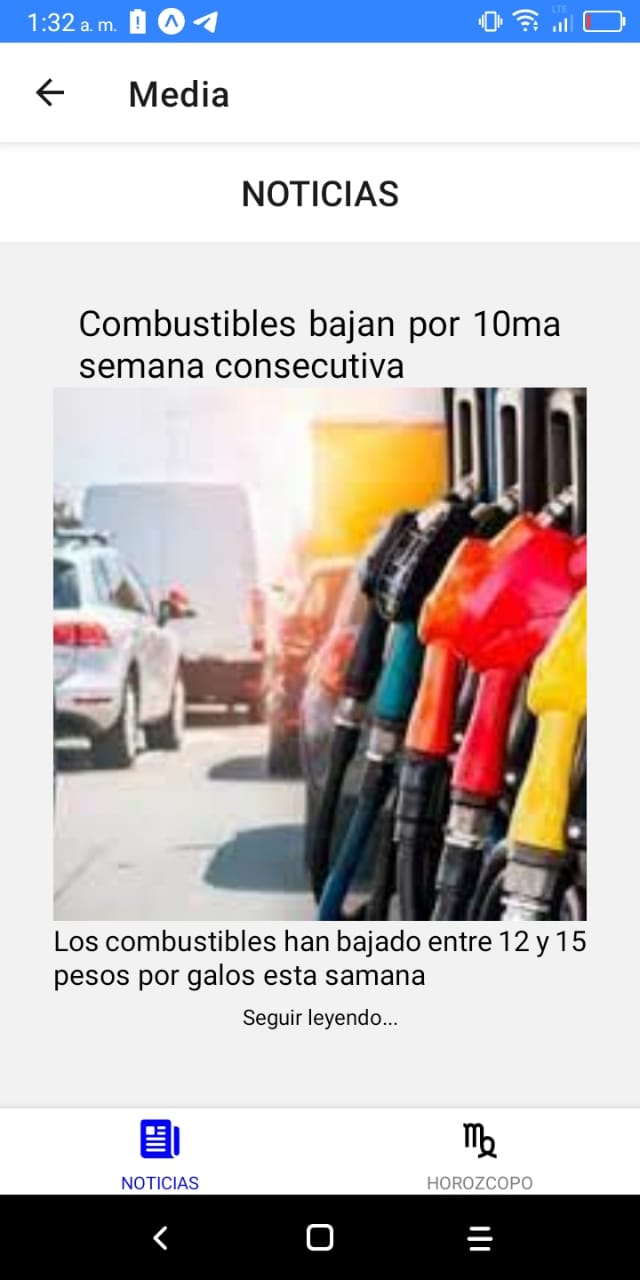 1:32 a. m.
LTE
Media
NOTICIAS
Combustibles bajan por 10ma
semana consecutiva
Los combustibles han bajado entre 12 y 15
pesos por galos esta samana
Seguir leyendo...
NOTICIAS
HOROZCOPO